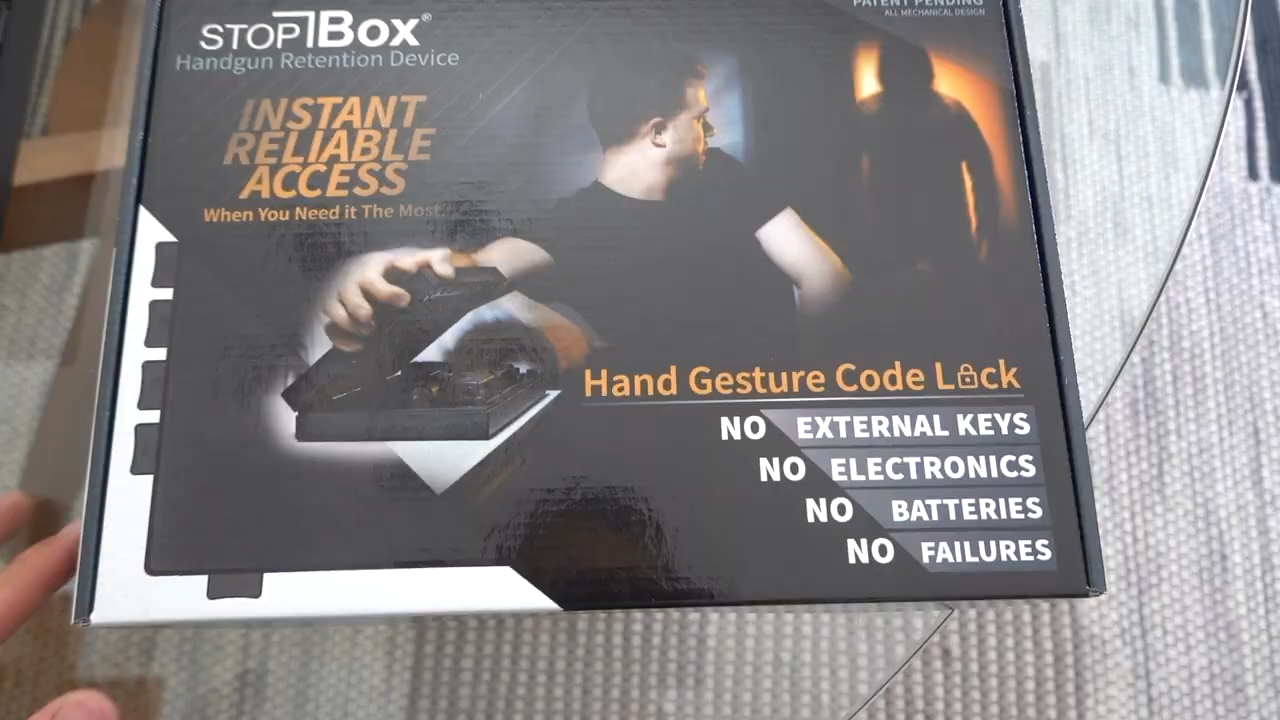 STOPBox®
Handgun Retention Device
PATENT PENDING
ALL MECHANICAL DESIGN
INSTANT
RELIABLE
ACCESS
When You Need it The Most
Hand Gesture Code Lock
NO EXTERNAL KEYS
NO ELECTRONICS
NO BATTERIES
NO FAILURES